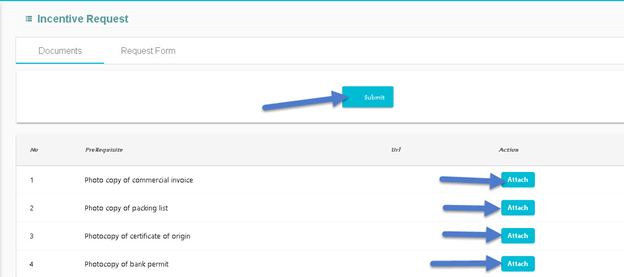 Incentive Request
Documents Request Form
Submit
No PreRequisite Url Action
1 Photo copy of commercial invoice Attach
2 Photo copy of packing list Attach
3 Photocopy of certificate of origin Attach
4 Photocopy of bank permit Attach